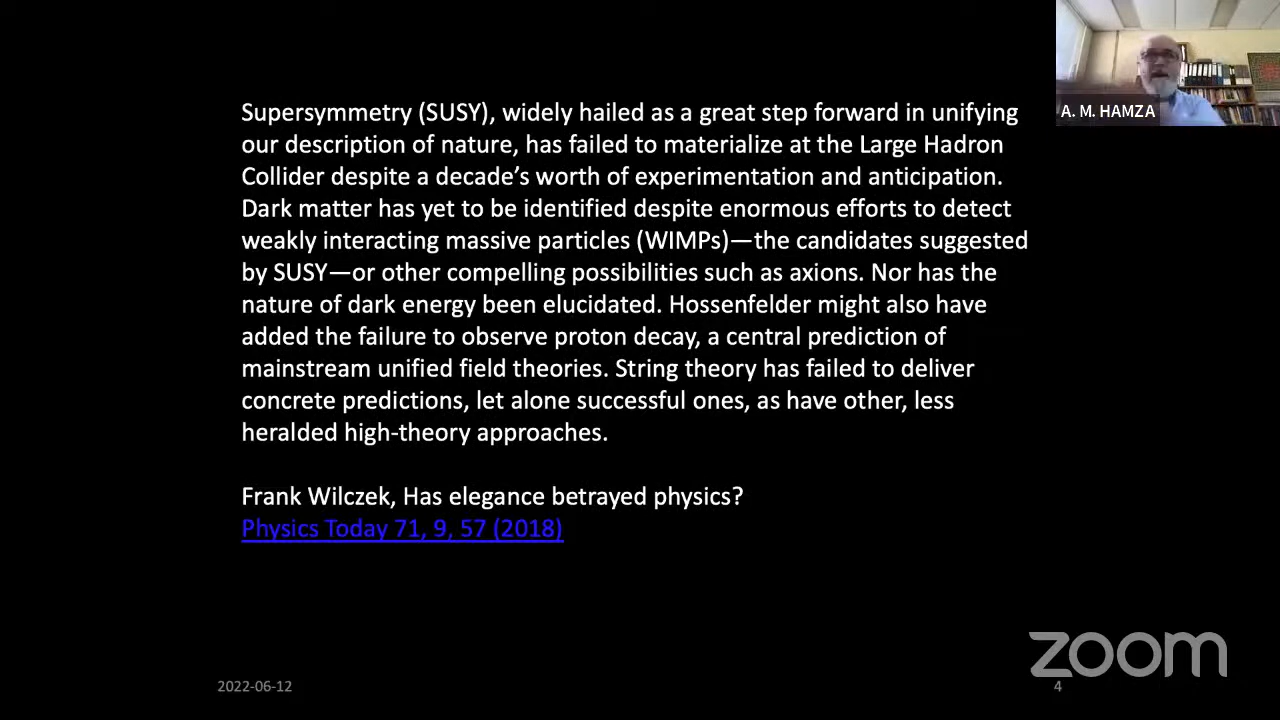 Supersymmetry (SUSY), widely hailed as a great step forward in unifying
our description of nature, has failed to materialize at the Large Hadron
Collider despite a decade’s worth of experimentation and anticipation.
Dark matter has yet to be identified despite enormous efforts to detect
weakly interacting massive particles (WIMPs)—the candidates suggested
by SUSY—or other compelling possibilities such as axions. Nor has the
nature of dark energy been elucidated. Hossenfelder might also have
added the failure to observe proton decay, a central prediction of
mainstream unified field theories. String theory has failed to deliver
concrete predictions, let alone successful ones, as have other, less
heralded high-theory approaches.
Frank Wilczek, Has elegance betrayed physics?
Physics Today 71, 9, 57 (2018)
A. M. HAMZA
zoom
2022-06-12
4